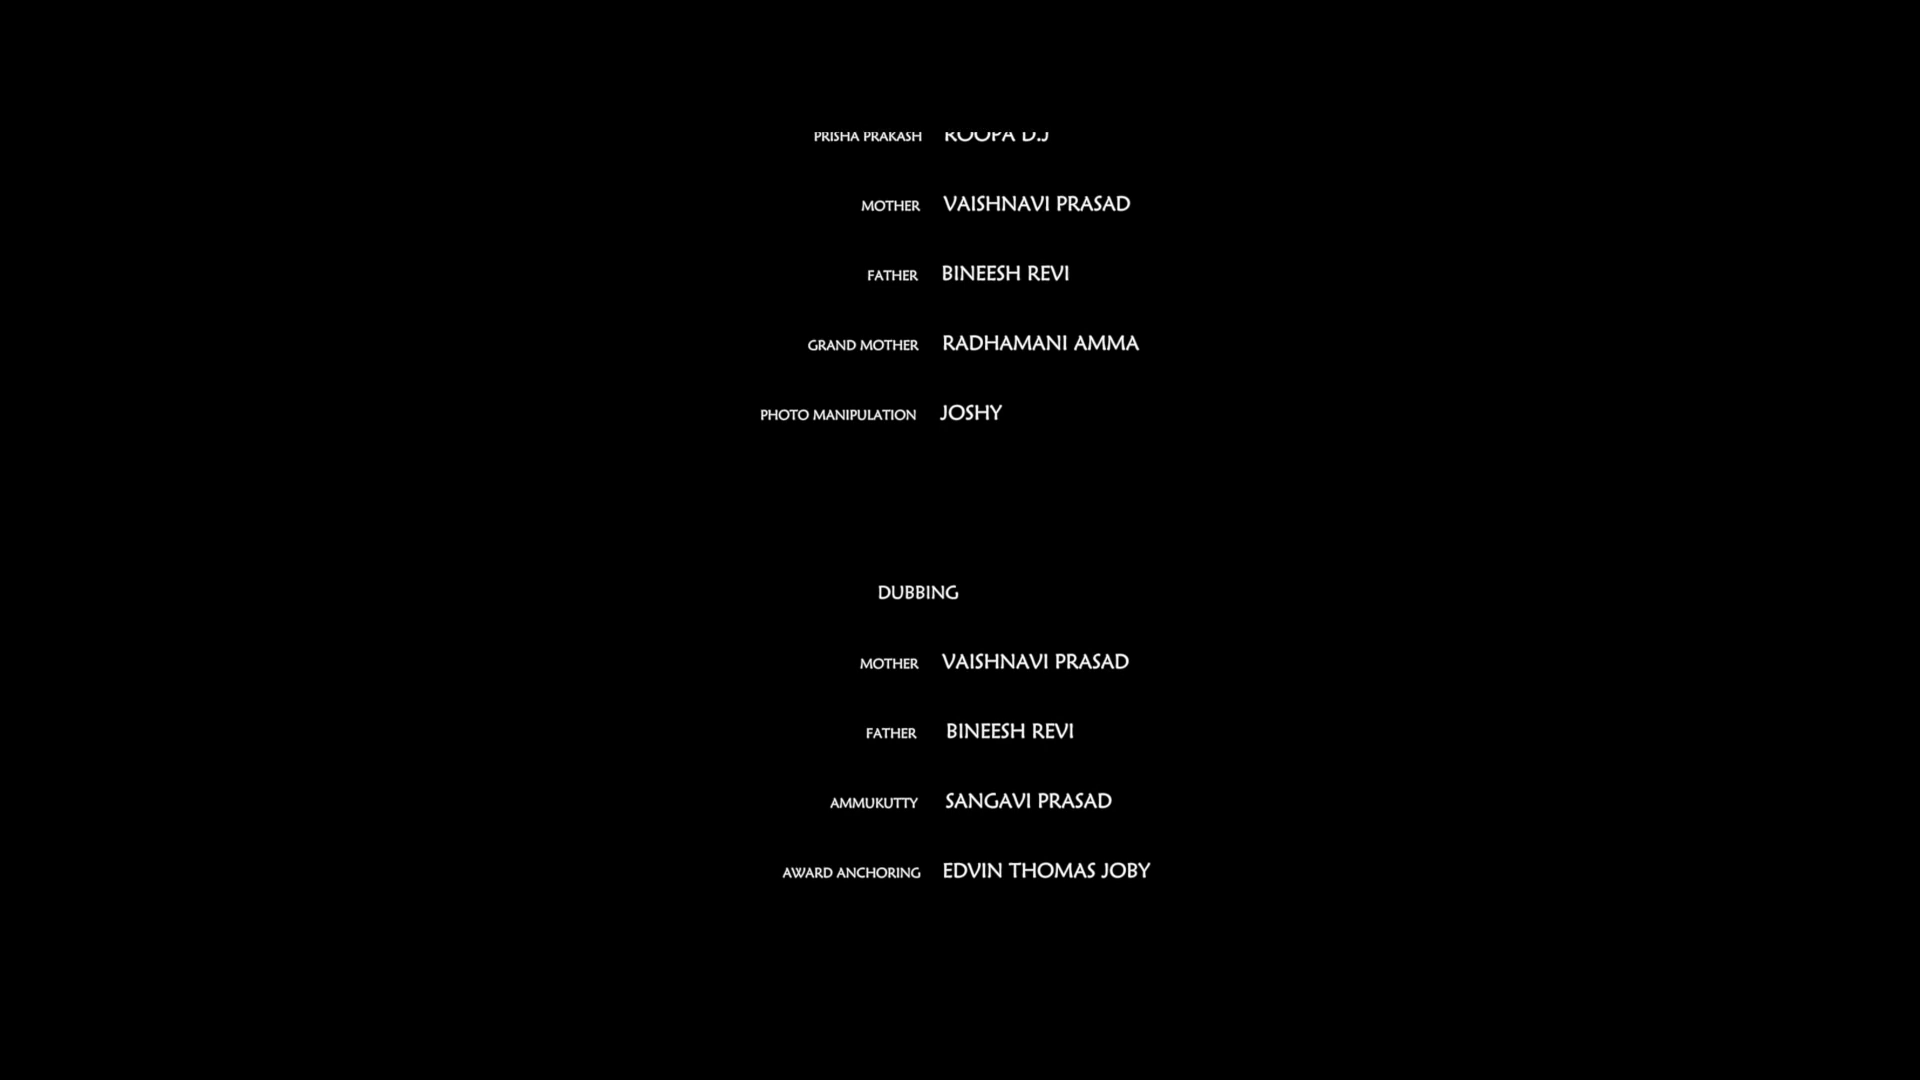 PRISHA PRAKASH ROOPA D.J
MOTHER VAISHNAVI PRASAD
FATHER BINEESH REVI
GRAND MOTHER RADHAMANI AMMA
PHOTO MANIPULATION JOSHY
DUBBING
MOTHER VAISHNAVI PRASAD
FATHER BINEESH REVI
AMMUKUTTY SANGAVI PRASAD
AWARD ANCHORING EDVIN THOMAS JOBY